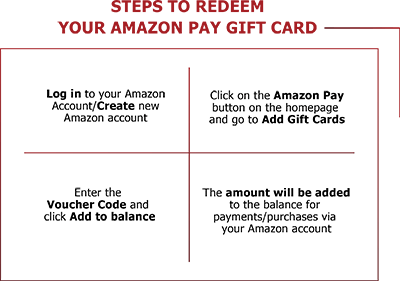 STEPS TO REDEEM
YOUR AMAZON PAY GIFT CARD
Log in to your Amazon
Account/Create new
Amazon account
Click on the Amazon Pay
button on the homepage
and go to Add Gift Cards
Enter the
Voucher Code and
click Add to balance
The amount will be added
to the balance for
payments/purchases via
your Amazon account